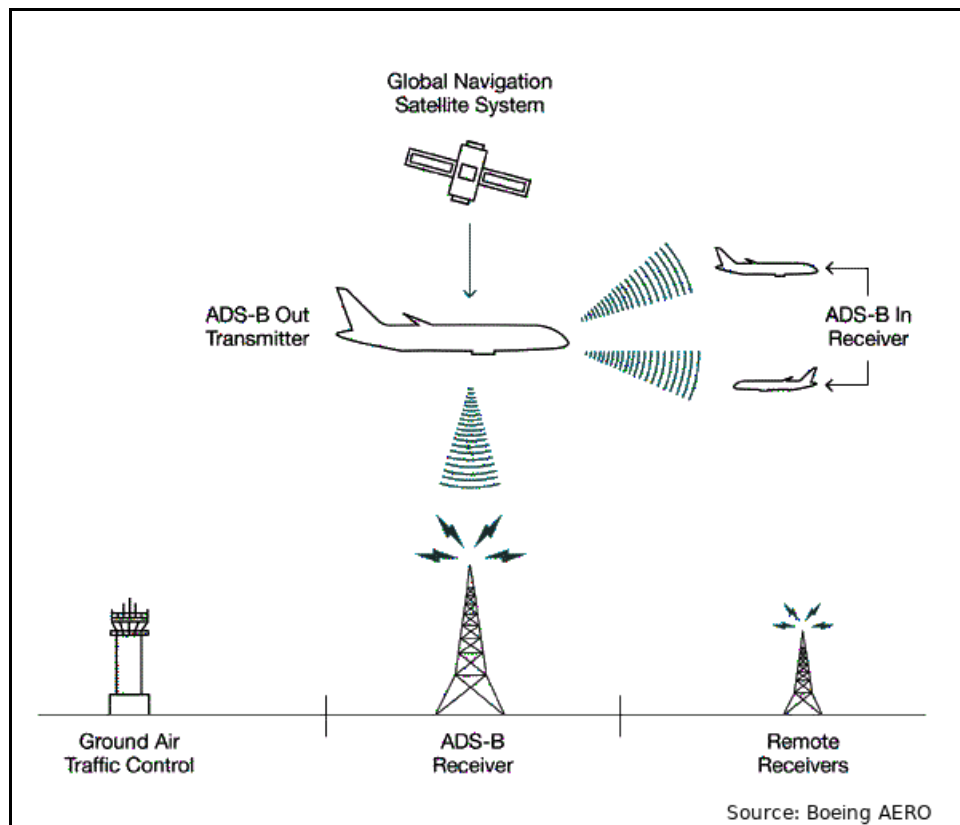 Global Navigation
Satellite System
ADS-B Out
Transmitter
ADS-B In
Receiver
Ground Air
Traffic Control
ADS-B
Receiver
Remote
Receivers
Source: Boeing AERO